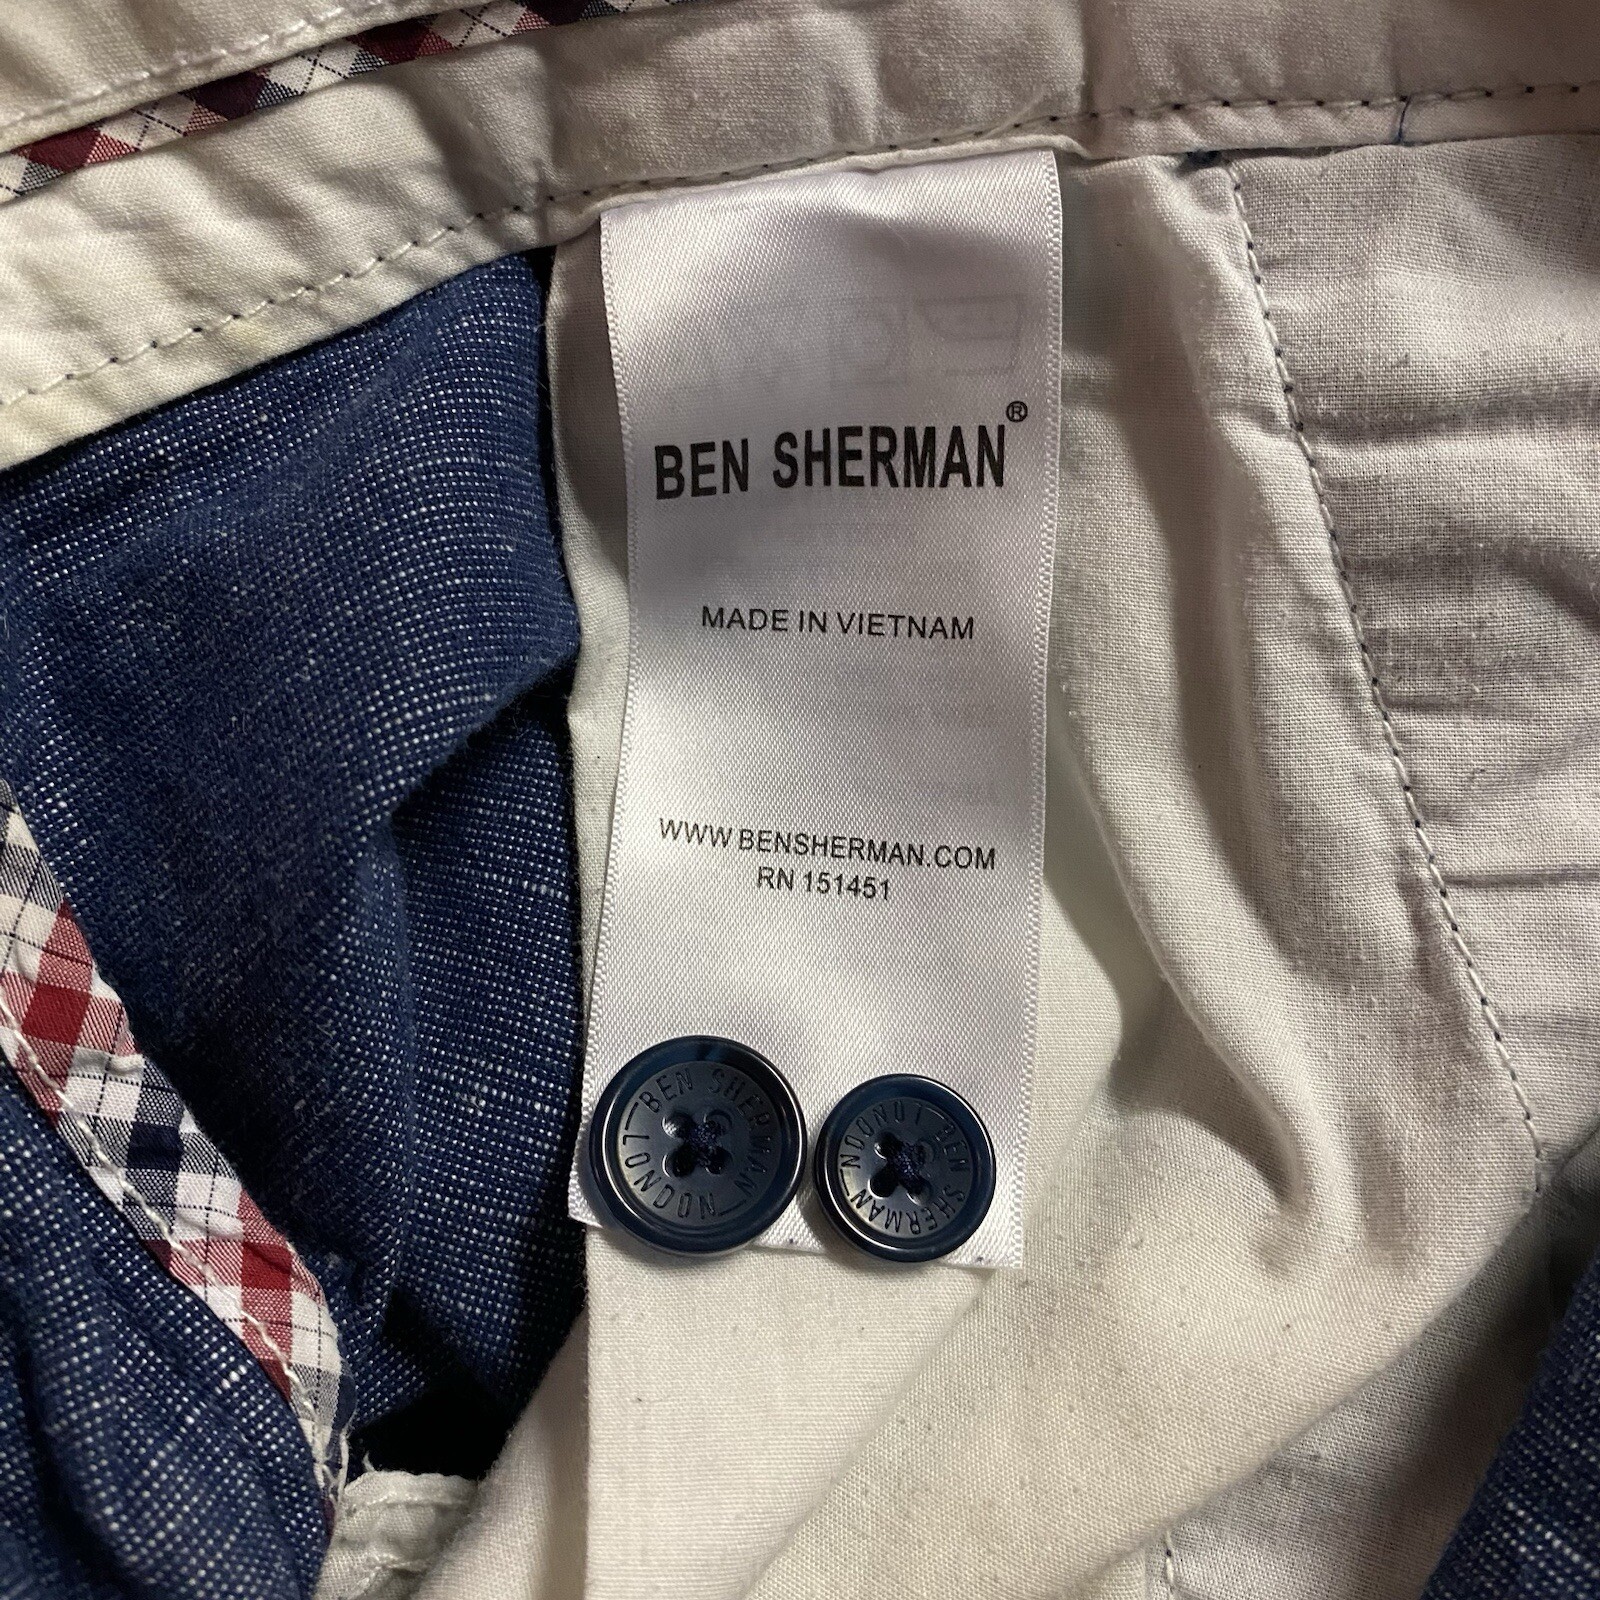 BEN SHERMAN®
MADE IN VIETNAM
WWW.BENSHERMAN.COM
RN 151451
BEN SHERMAN LONDON
BEN SHERMAN LONDON